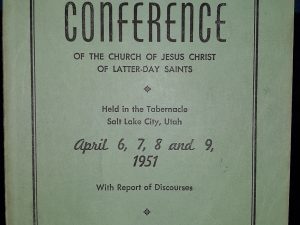 CONFERENCE
OF THE CHURCH OF JESUS CHRIST
OF LATTER-DAY SAINTS
Held in the Tabernacle
Salt Lake City, Utah
April 6, 7, 8 and 9,
1951
With Report of Discourses